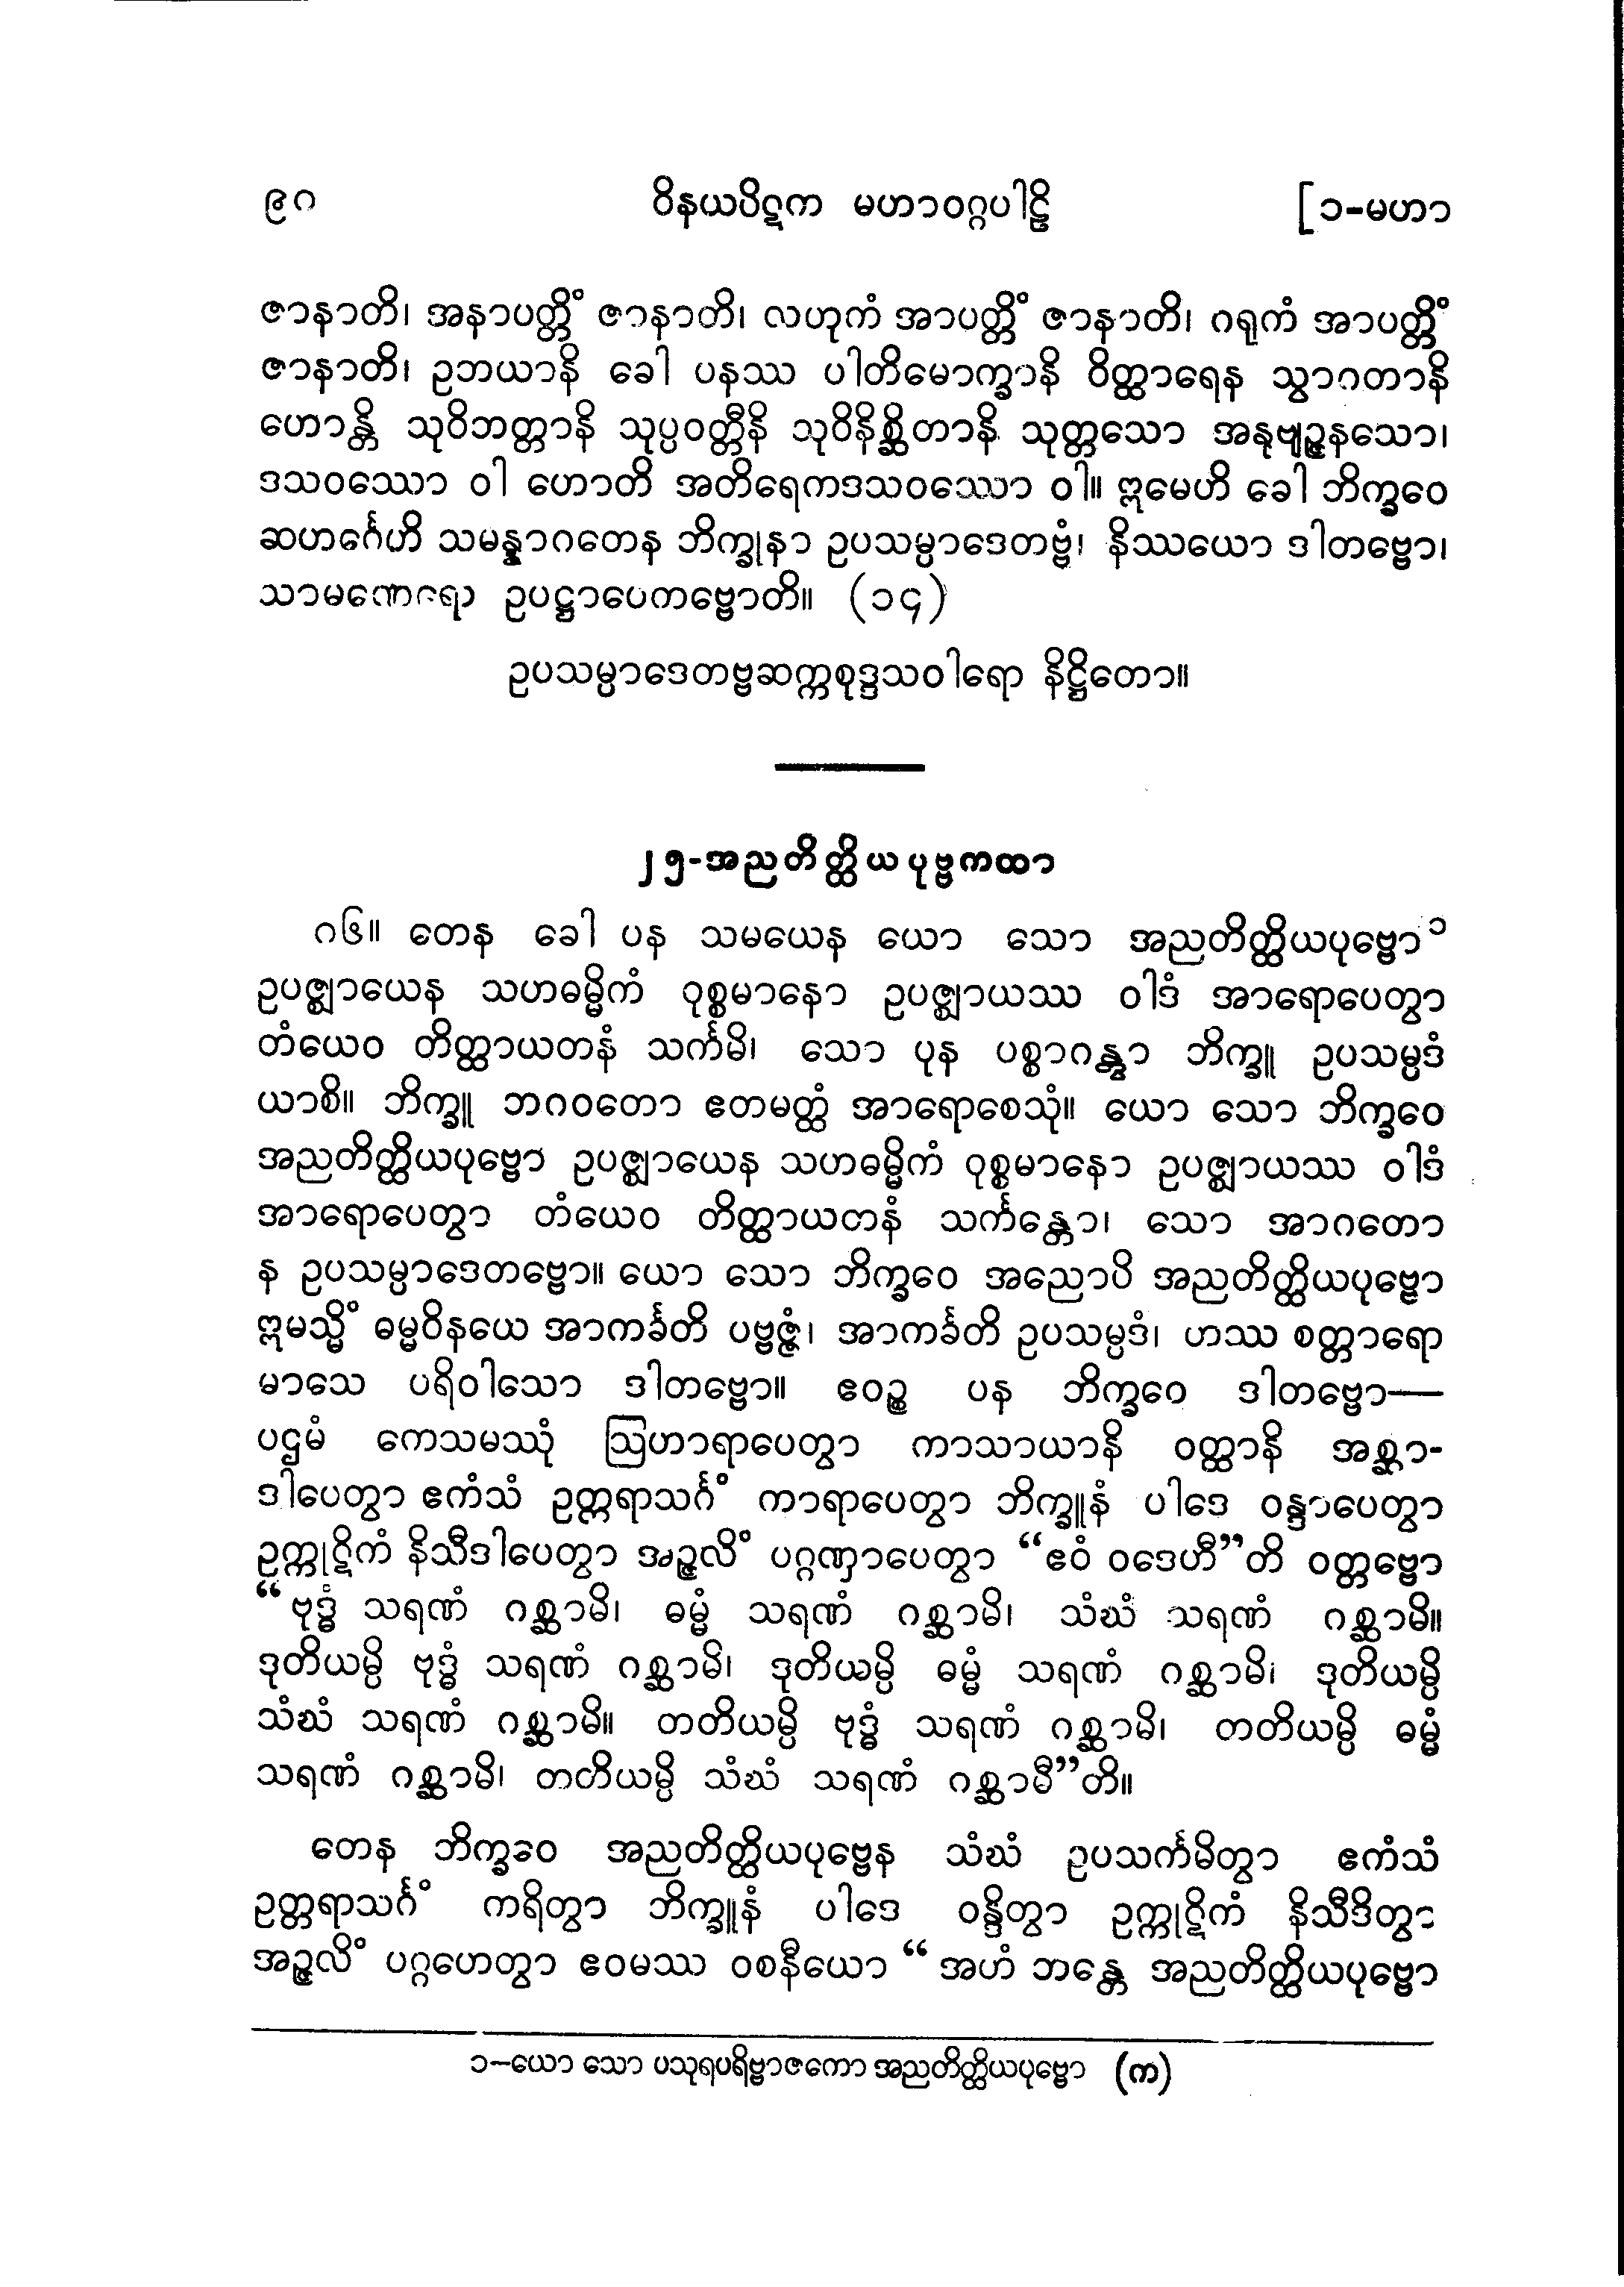 ၉ဂ ဝိနယပိဋက မဟာဝဂ္ဂပါဠိ [၁-မဟာ
ဇာနာတိ၊ အနာပတ္တိံ ဇာနာတိ၊ လဟုကံ အာပတ္တိံ ဇာနာတိ၊ ဂရုကံ အာပတ္တိံ
ဇာနာတိ၊ ဥဘယာနိ ခေါ ပနဿ ပါတိမောက္ခာနိ ဝိတ္ထာရေန သွာဂတာနိ
ဟောန္တိ သုဝိဘတ္တာနိ သုပ္ပဝတ္တီနိ သုဝိနိစ္ဆိတာနိ သုတ္တသော အနုဗျဉ္ဇနသော၊
ဒသဝဿော ဝါ ဟောတိ အတိရေကဒသဝဿော ဝါ။ ဣမေဟိ ခေါ ဘိက္ခဝေ
ဆဟင်္ဂေဟိ သမန္နာဂတေန ဘိက္ခုနာ ဥပသမ္ပာဒေတဗ္ဗံ၊ နိဿယော ဒါတဗ္ဗော၊
သာမဏေရော ဥပဋ္ဌာပေကဗ္ဗောတိ။ (၁၄)
ဥပသမ္ပာဒေတဗ္ဗဆက္ကစုဒ္ဒသဝါရော နိဋ္ဌိတော။
၂၅-အညတိတ္ထိယပုဗ္ဗကထာ
ဂ၆။ တေန ခေါ ပန သမယေန ယော သော အညတိတ္ထိယပုဗ္ဗော ၁
ဥပဇ္ဈာယေန သဟဓမ္မိကံ ဝုစ္စမာနော ဥပဇ္ဈာယဿ ဝါဒံ အာရောပေတွာ
တံယေဝ တိတ္ထာယတနံ သင်္ကမိ၊ သော ပုန ပစ္စာဂန္တွာ ဘိက္ခူ ဥပသမ္ပဒံ
ယာစိ။ ဘိက္ခူ ဘဂဝတော ဧတမတ္ထံ အာရောစေသုံ။ ယော သော ဘိက္ခဝေ
အညတိတ္ထိယပုဗ္ဗော ဥပဇ္ဈာယေန သဟဓမ္မိကံ ဝုစ္စမာနော ဥပဇ္ဈာယဿ ဝါဒံ
အာရောပေတွာ တံယေဝ တိတ္ထာယတနံ သင်္ကန္တော၊ သော အာဂတော
န ဥပသမ္ပာဒေတဗ္ဗော။ ယော သော ဘိက္ခဝေ အညောပိ အညတိတ္ထိယပုဗ္ဗော
ဣမသ္မိံ ဓမ္မဝိနယေ အာကင်္ခတိ ပဗ္ဗဇ္ဇံ၊ အာကင်္ခတိ ဥပသမ္ပဒံ၊ ဟဿ စတ္တာရော
မာသေ ပရိဝါသော ဒါတဗ္ဗော။ ဧဝဉ္စ ပန ဘိက္ခဝေ ဒါတဗ္ဗော—
ပဌမံ ကေသမဿုံ ဩဟာရာပေတွာ ကာသာယာနိ ဝတ္ထာနိ အစ္ဆာ-
ဒါပေတွာ ဧကံသံ ဥတ္တရာသင်္ဂံ ကာရာပေတွာ ဘိက္ခူနံ ပါဒေ ဝန္ဒာပေတွာ
ဥက္ကုဋိကံ နိသီဒါပေတွာ အဉ္ဇလိံ ပဂ္ဂဏှာပေတွာ “ဧဝံ ဝဒေဟီ”တိ ဝတ္တဗ္ဗော
“ဗုဒ္ဓံ သရဏံ ဂစ္ဆာမိ၊ ဓမ္မံ သရဏံ ဂစ္ဆာမိ၊ သံဃံ သရဏံ ဂစ္ဆာမိ။
ဒုတိယမ္ပိ ဗုဒ္ဓံ သရဏံ ဂစ္ဆာမိ၊ ဒုတိယမ္ပိ ဓမ္မံ သရဏံ ဂစ္ဆာမိ၊ ဒုတိယမ္ပိ
သံဃံ သရဏံ ဂစ္ဆာမိ။ တတိယမ္ပိ ဗုဒ္ဓံ သရဏံ ဂစ္ဆာမိ၊ တတိယမ္ပိ ဓမ္မံ
သရဏံ ဂစ္ဆာမိ၊ တတိယမ္ပိ သံဃံ သရဏံ ဂစ္ဆာမီ”တိ။
တေန ဘိက္ခဝေ အညတိတ္ထိယပုဗ္ဗေန သံဃံ ဥပသင်္ကမိတွာ ဧကံသံ
ဥတ္တရာသင်္ဂံ ကရိတွာ ဘိက္ခူနံ ပါဒေ ဝန္ဒိတွာ ဥက္ကုဋိကံ နိသီဒိတွာ
အဉ္ဇလိံ ပဂ္ဂဟေတွာ ဧဝမဿ ဝစနီယော “အဟံ ဘန္တေ အညတိတ္ထိယပုဗ္ဗော
၁-ယော သော ပသုရပရိဗ္ဗာဇကော အညတိတ္ထိယပုဗ္ဗော (က)